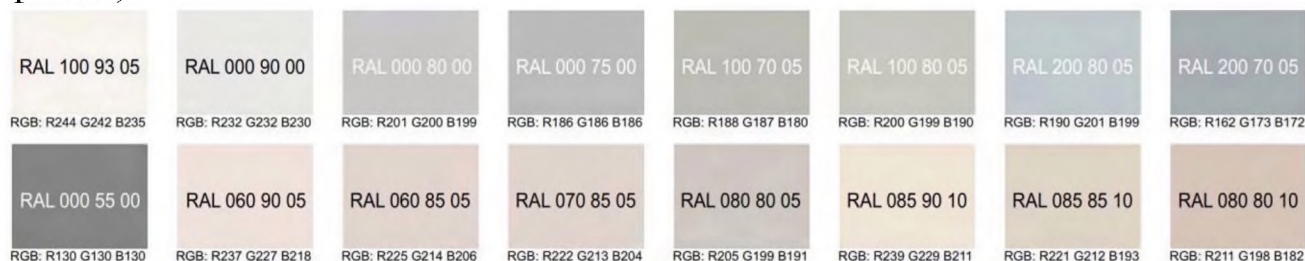 RAL 100 93 05 RAL 000 90 00 RAL 000 80 00 RAL 000 75 00 RAL 100 70 05 RAL 100 80 05 RAL 200 80 05 RAL 200 70 05
RGB: R244 G242 B235 RGB: R232 G232 B230 RGB: R201 G200 B199 RGB: R186 G186 B186 RGB: R188 G187 B180 RGB: R200 G199 B190 RGB: R190 G201 B199 RGB: R162 G173 B172
RAL 000 55 00 RAL 060 90 05 RAL 060 85 05 RAL 070 85 05 RAL 080 80 05 RAL 085 90 10 RAL 085 85 10 RAL 080 80 10
RGB: R130 G130 B130 RGB: R237 G227 B218 RGB: R225 G214 B206 RGB: R222 G213 B204 RGB: R205 G199 B191 RGB: R239 G229 B211 RGB: R221 G212 B193 RGB: R211 G198 B182